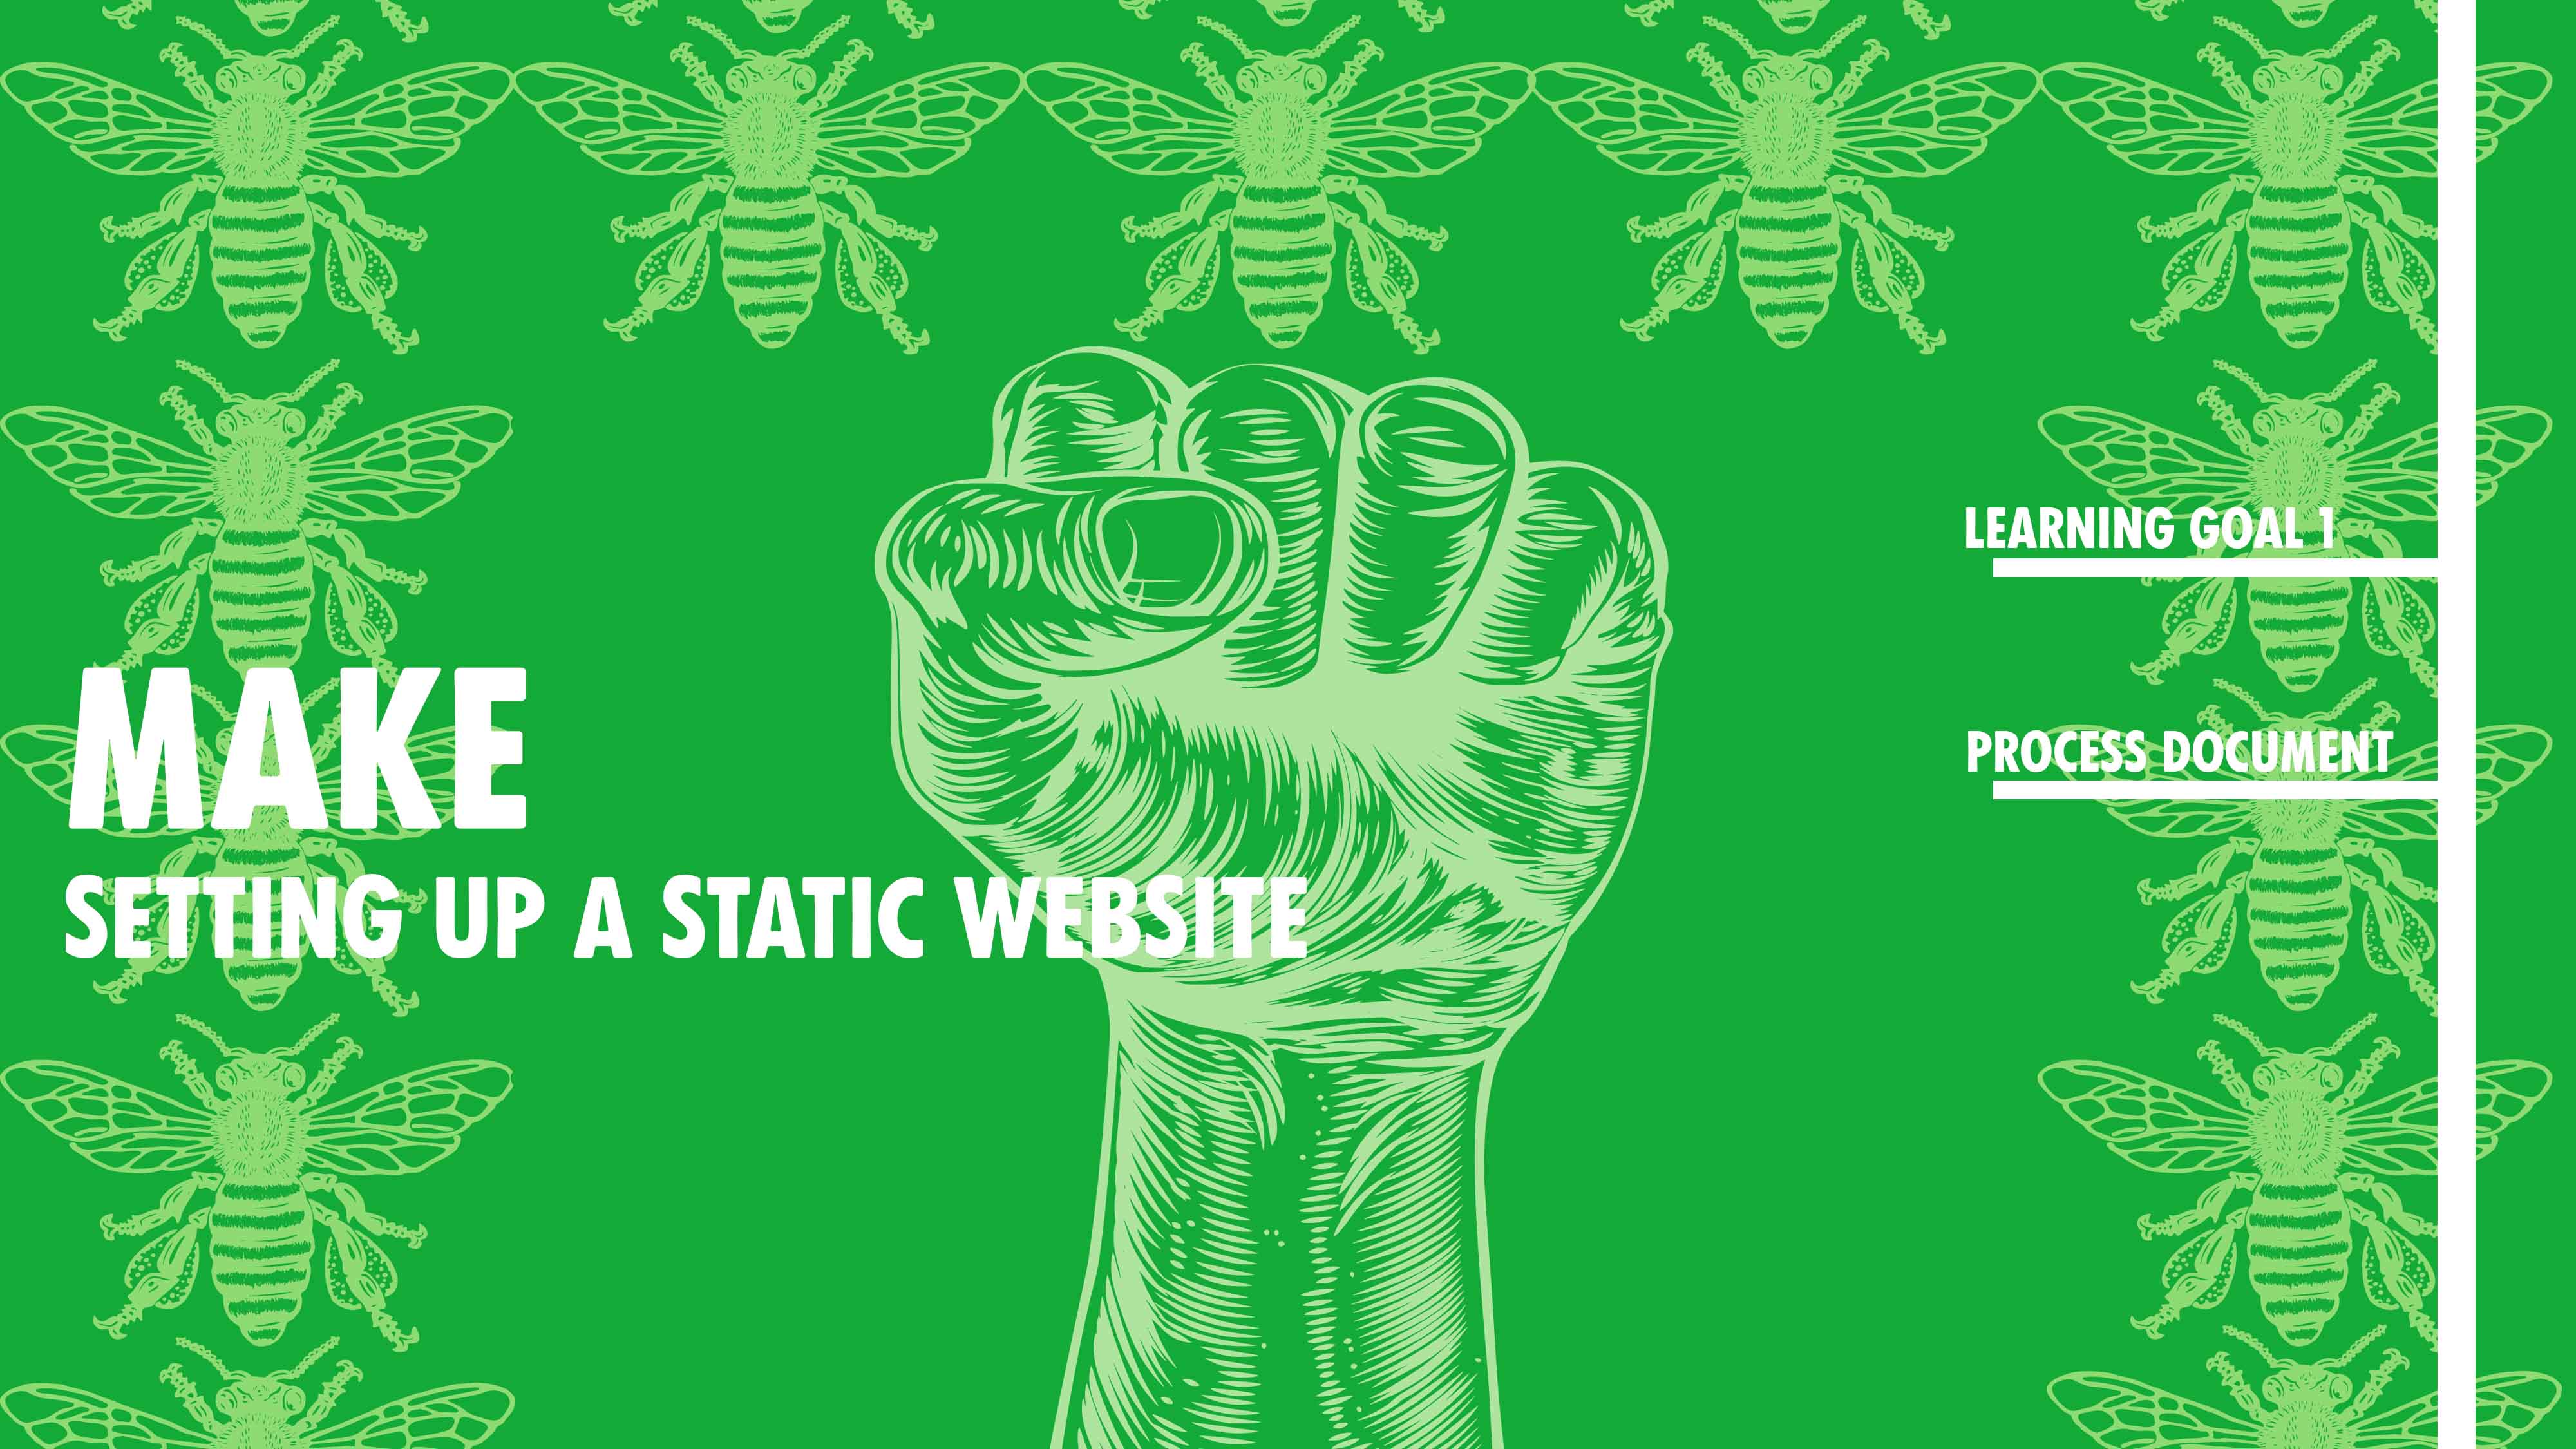 MAKE
SETTING UP A STATIC WEBSITE
LEARNING GOAL 1
PROCESS DOCUMENT